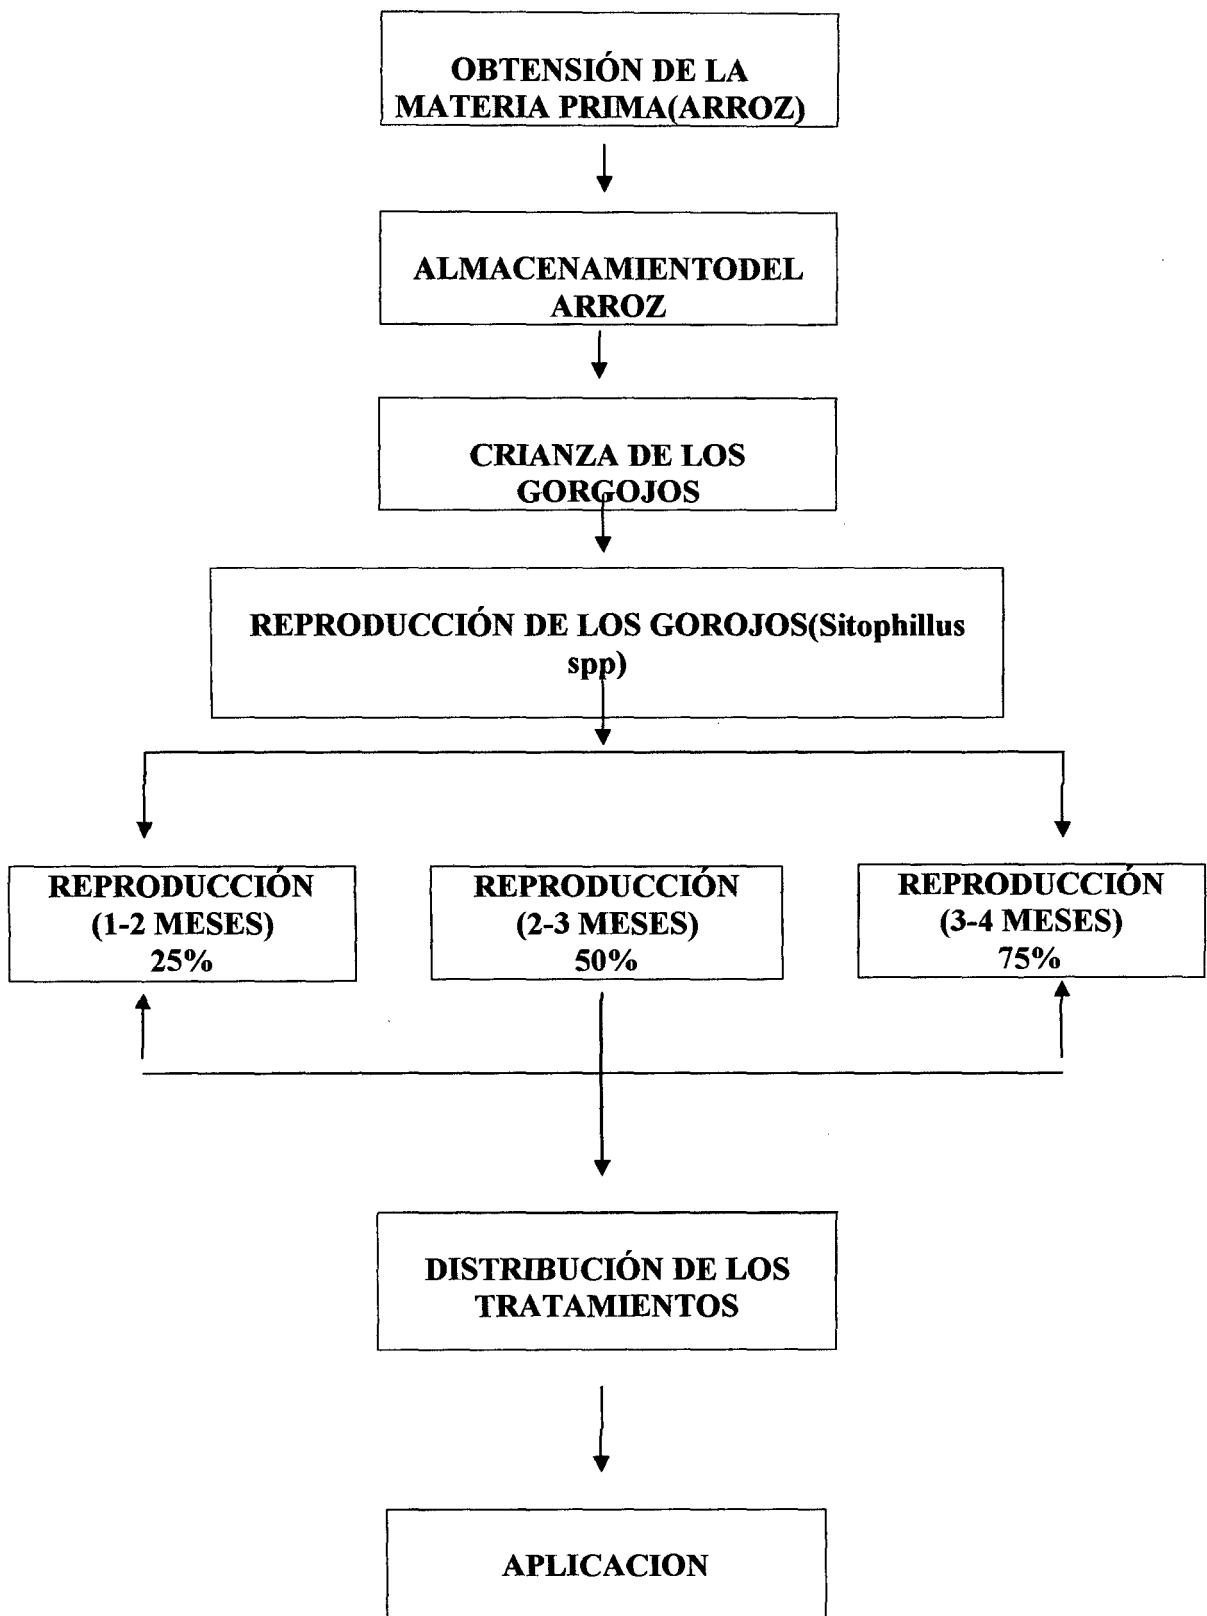 OBTENSIÓN DE LA
MATERIA PRIMA(ARROZ)
ALMACENAMIENTODEL
ARROZ
CRIANZA DE LOS
GORGOJOS
REPRODUCCIÓN DE LOS GOROJOS(Sitophillus
spp)
REPRODUCCIÓN
(1-2 MESES)
25%
REPRODUCCIÓN
(2-3 MESES)
50%
REPRODUCCIÓN
(3-4 MESES)
75%
DISTRIBUCIÓN DE LOS
TRATAMIENTOS
APLICACION